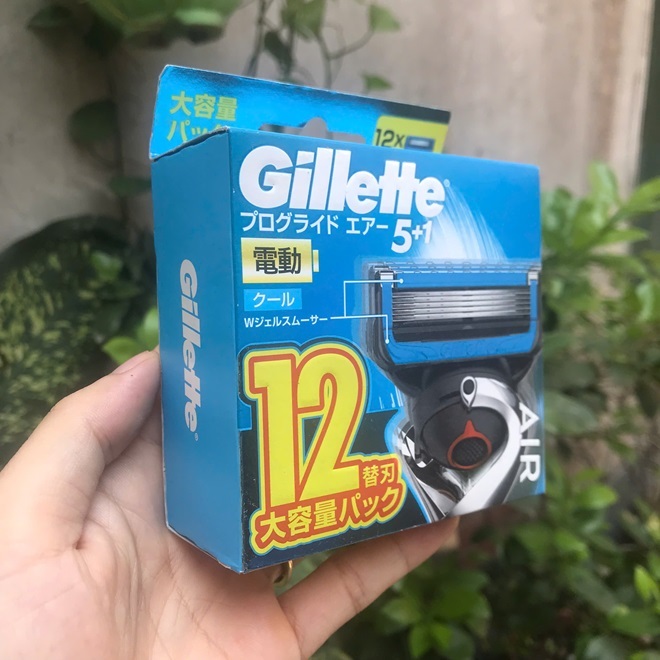 大容量
パック
12X
Gillette
プログライド エアー
5+1
電動
クール
Wジェルスムーサー
12
替刃
大容量パック
AIR
Gillette